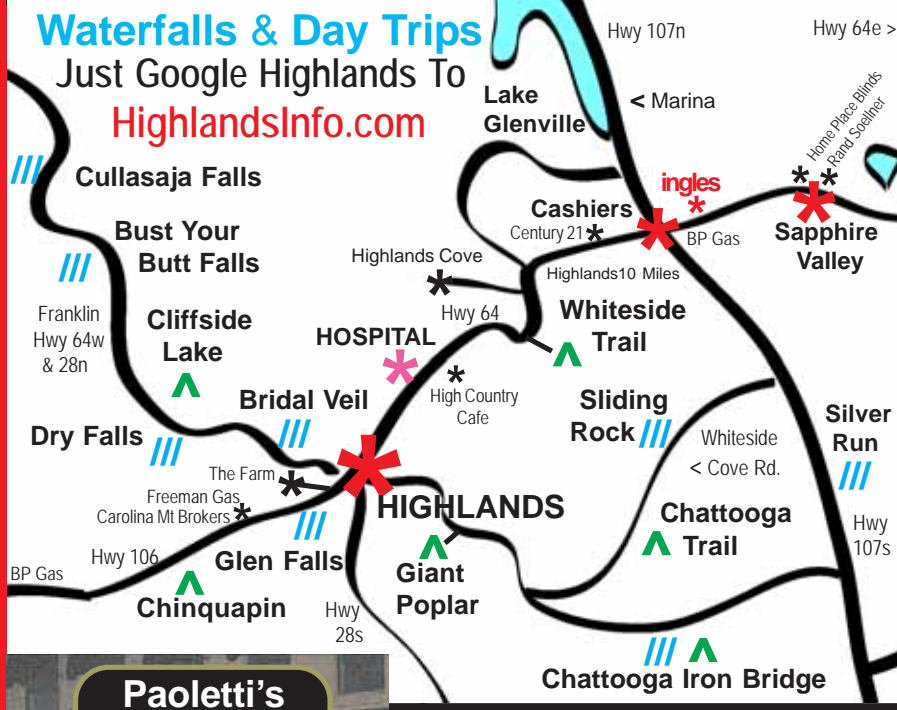 Waterfalls & Day Trips
Just Google Highlands To
HighlandsInfo.com
Hwy 107n
Hwy 64e >
Lake
Glenville
< Marina
Home Place Blinds
Rand Soellner
Cullasaja Falls
ingles
Cashiers
Century 21
BP Gas
Sapphire
Valley
Bust Your
Butt Falls
Highlands Cove
Highlands10 Miles
Franklin
Hwy 64w
& 28n
Cliffside
Lake
Hwy 64
Whiteside
Trail
HOSPITAL
High Country
Cafe
Bridal Veil
Sliding
Rock
Silver
Run
Dry Falls
Whiteside
< Cove Rd.
The Farm
Freeman Gas
Carolina Mt Brokers
HIGHLANDS
Chattooga
Trail
Hwy
107s
Hwy 106
Glen Falls
BP Gas
Giant
Poplar
Chinquapin
Hwy
28s
Chattooga Iron Bridge
Paoletti's